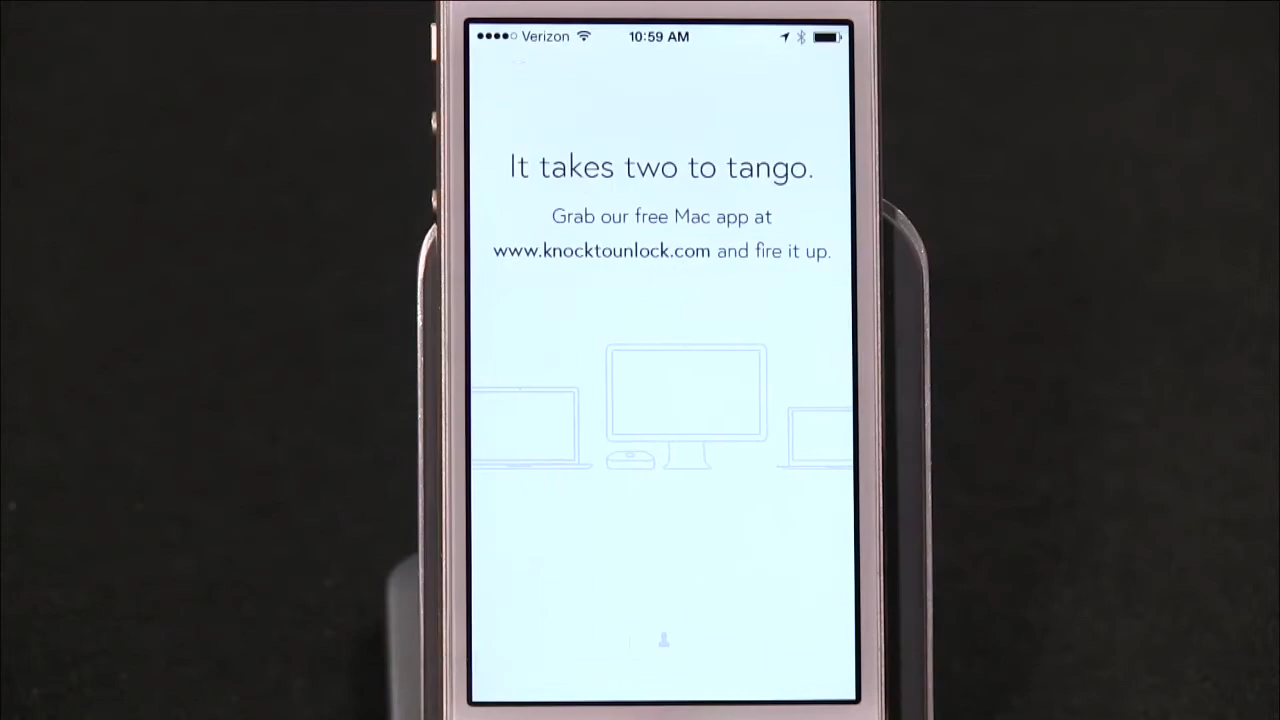 Verizon 10:59 AM
It takes two to tango.
Grab our free Mac app at
www.knocktounlock.com and fire it up.